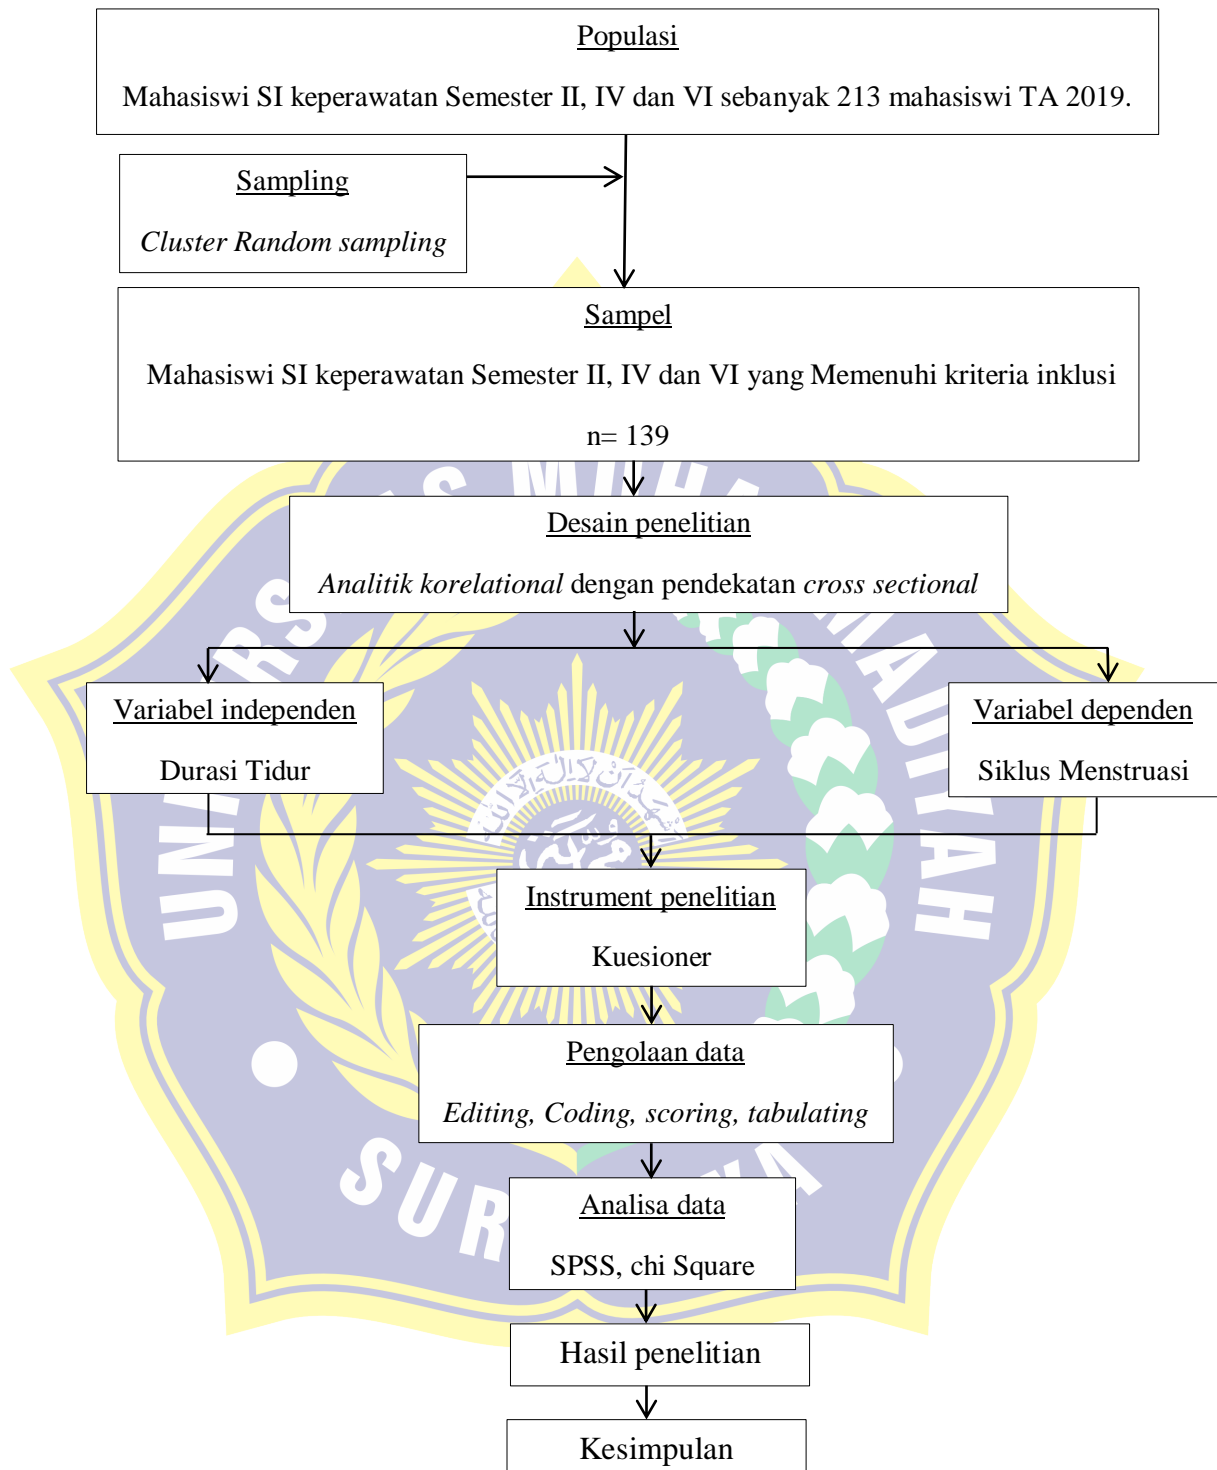 Populasi
Mahasiswi SI keperawatan Semester II, IV dan VI sebanyak 213 mahasiswi TA 2019.
Sampling
Cluster Random sampling
Sampel
Mahasiswi SI keperawatan Semester II, IV dan VI yang Memenuhi kriteria inklusi
n= 139
Desain penelitian
Analitik korelational dengan pendekatan cross sectional
Variabel independen
Durasi Tidur
Variabel dependen
Siklus Menstruasi
Instrument penelitian
Kuesioner
Pengolaan data
Editing, Coding, scoring, tabulating
Analisa data
SPSS, chi Square
Hasil penelitian
Kesimpulan